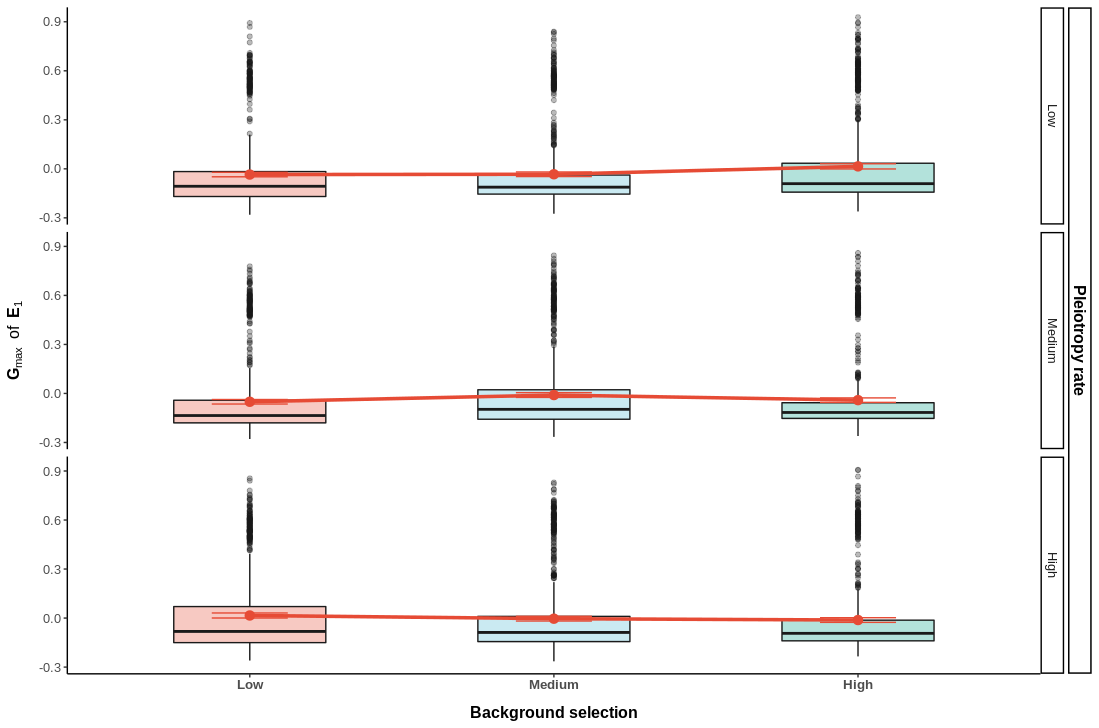 0.9
0.6
0.3
0.0
-0.3
Low
0.9
0.6
0.3
0.0
-0.3
Medium
0.9
0.6
0.3
0.0
-0.3
High
Pleiotropy rate
Gmax of E1
Low Medium High
Background selection